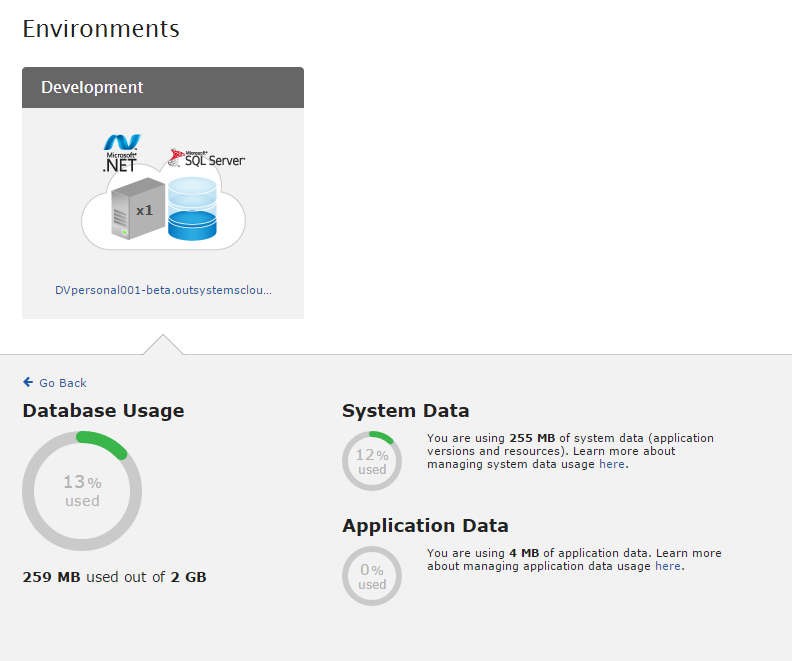 Environments
Development
Microsoft®
.NET
Microsoft®
SQL Server®
x1
DVpersonal001-beta.outsystemsclou...
Go Back
Database Usage
13%
used
259 MB used out of 2 GB
System Data
12%
used
You are using 255 MB of system data (application
versions and resources). Learn more about
managing system data usage here.
Application Data
0%
used
You are using 4 MB of application data. Learn more
about managing application data usage here.